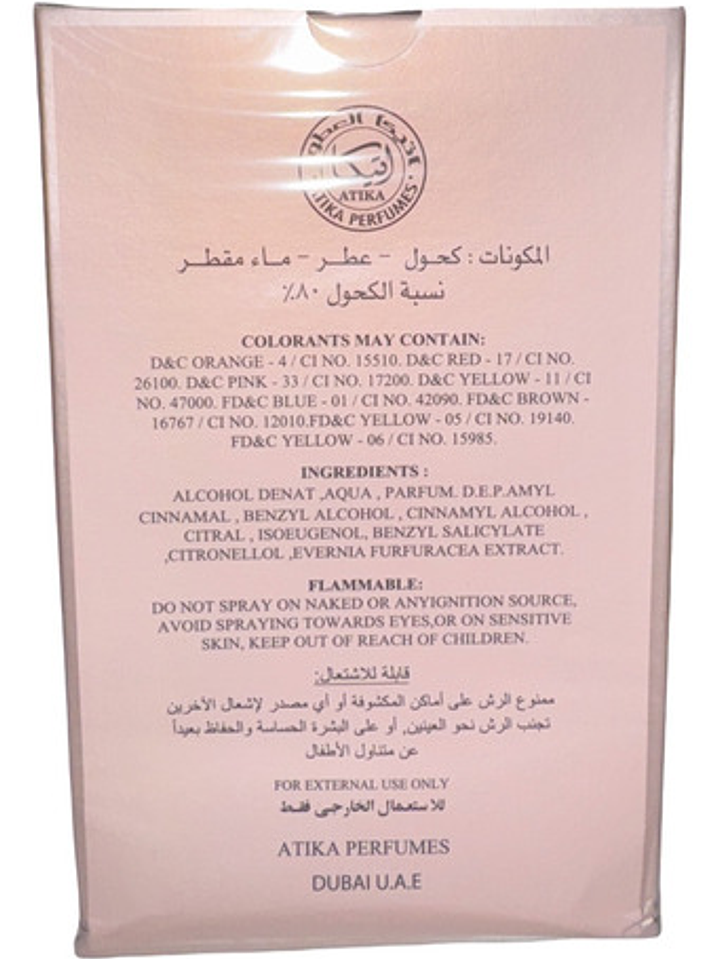 أتيكا للعطور
أتيكا
ATIKA
ATIKA PERFUMES
المكونات : كحول - عطر - ماء مقطر
نسبة الكحول ٨٠٪
COLORANTS MAY CONTAIN:
D&C ORANGE - 4 / CI NO. 15510. D&C RED - 17 / CI NO.
26100. D&C PINK - 33 / CI NO. 17200. D&C YELLOW - 11 / CI
NO. 47000. FD&C BLUE - 01 / CI NO. 42090. FD&C BROWN -
16767 / CI NO. 12010.FD&C YELLOW - 05 / CI NO. 19140.
FD&C YELLOW - 06 / CI NO. 15985.
INGREDIENTS :
ALCOHOL DENAT ,AQUA , PARFUM. D.E.P.AMYL
CINNAMAL , BENZYL ALCOHOL , CINNAMYL ALCOHOL ,
CITRAL , ISOEUGENOL, BENZYL SALICYLATE
,CITRONELLOL ,EVERNIA FURFURACEA EXTRACT.
FLAMMABLE:
DO NOT SPRAY ON NAKED OR ANYIGNITION SOURCE,
AVOID SPRAYING TOWARDS EYES,OR ON SENSITIVE
SKIN, KEEP OUT OF REACH OF CHILDREN.
قابلة للاشتعال:
ممنوع الرش على أماكن المكشوفة أو أي مصدر لإشعال الآخرين
تجنب الرش نحو العينين, أو على البشرة الحساسة والحفاظ بعيداً
عن متناول الأطفال
FOR EXTERNAL USE ONLY
للاستعمال الخارجي فقط
ATIKA PERFUMES
DUBAI U.A.E